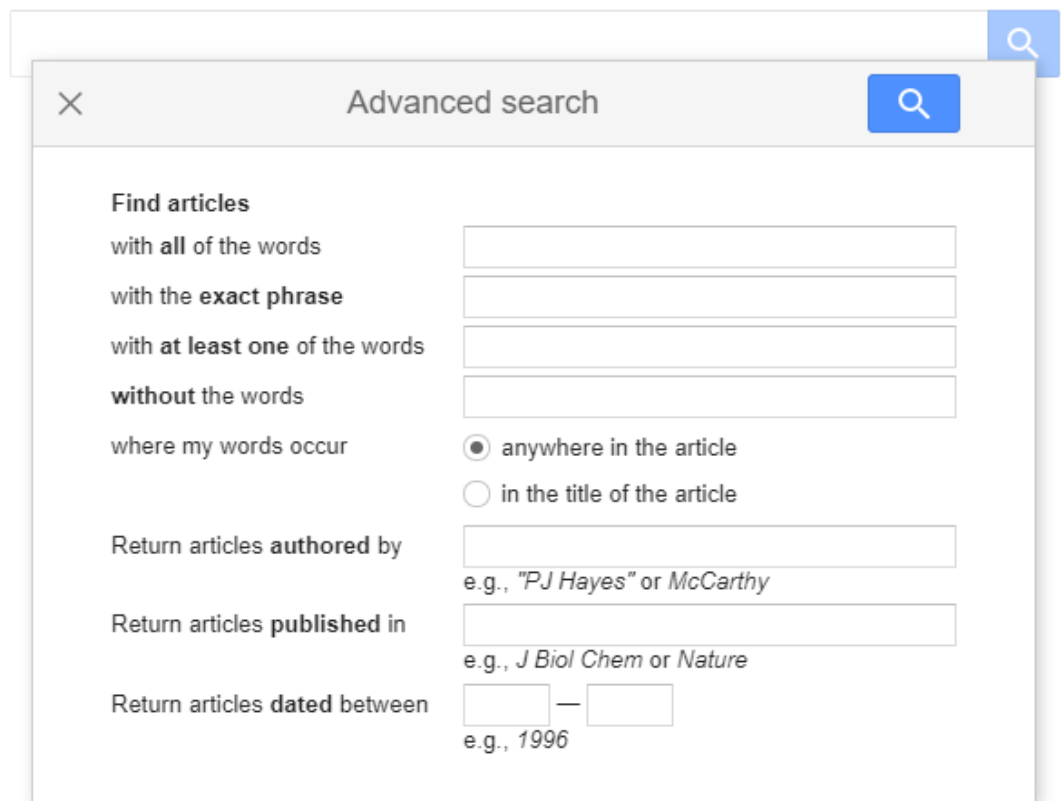 Advanced search
Find articles
with all of the words
with the exact phrase
with at least one of the words
without the words
where my words occur
anywhere in the article
in the title of the article
Return articles authored by
e.g., "PJ Hayes" or McCarthy
Return articles published in
e.g., J Biol Chem or Nature
Return articles dated between
—
e.g., 1996